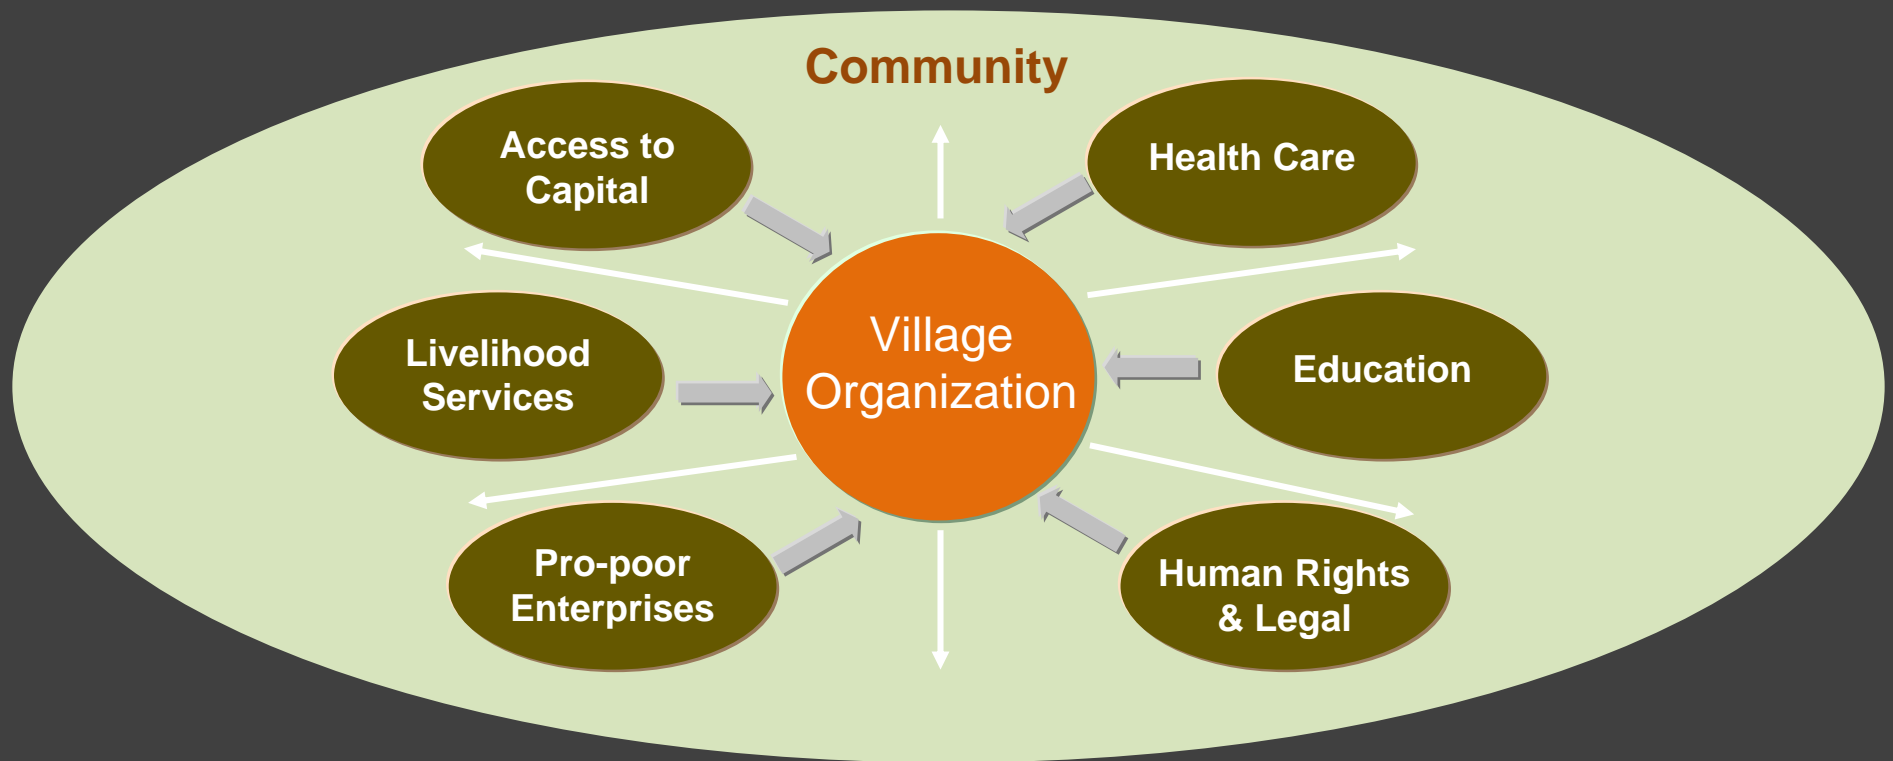 Community
Access to
Capital
Health Care
Livelihood
Services
Village
Organization
Education
Pro-poor
Enterprises
Human Rights
& Legal